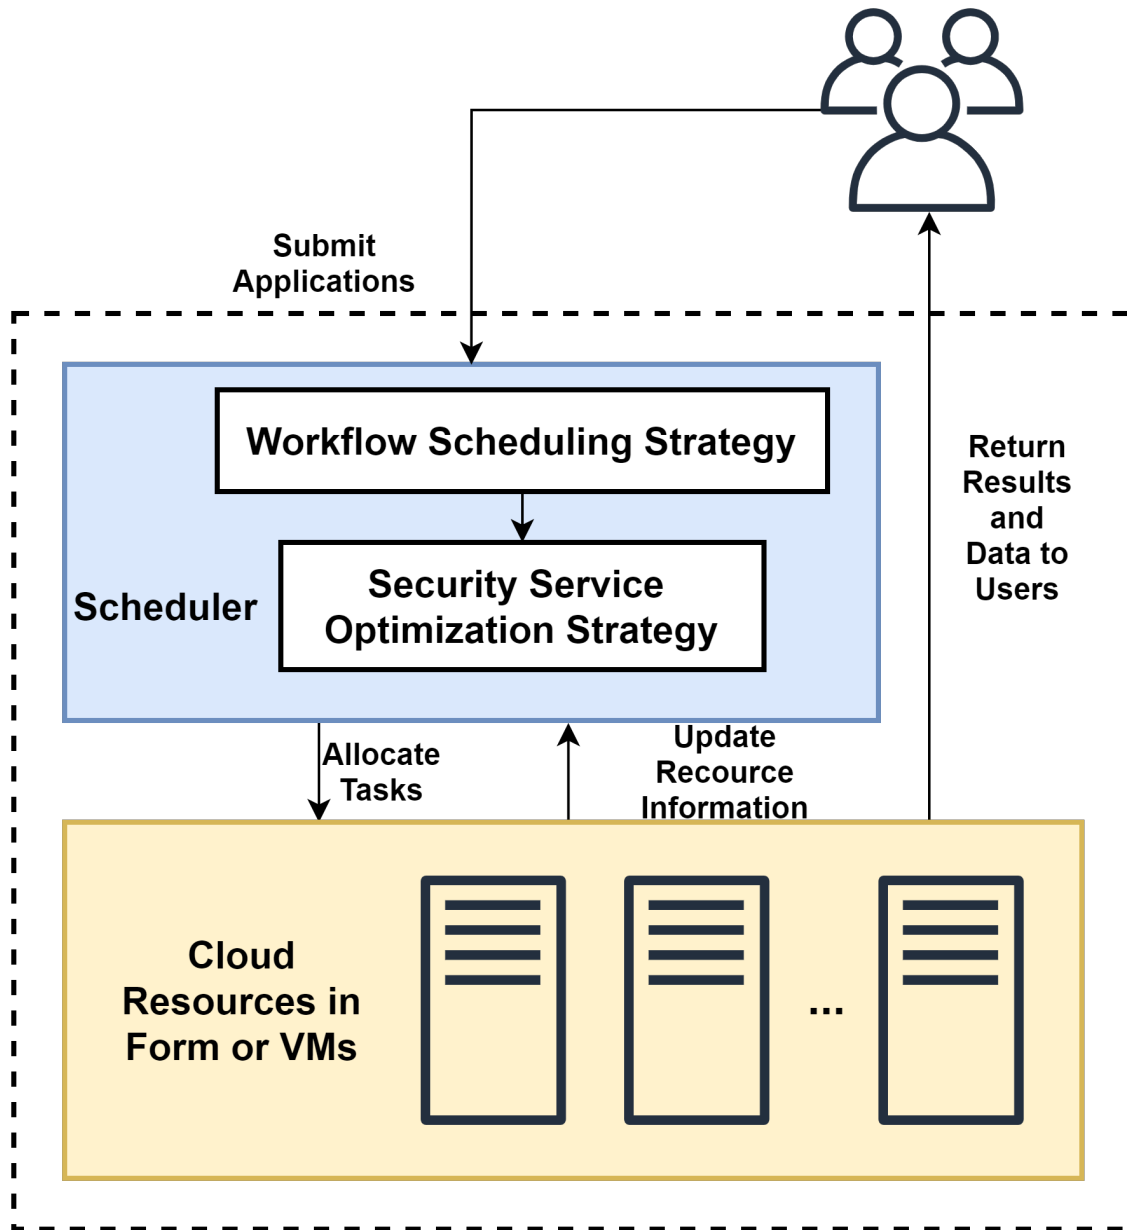 Submit
Applications
Workflow Scheduling Strategy
Security Service
Optimization Strategy
Scheduler
Return
Results
and
Data to
Users
Allocate
Tasks
Update
Recource
Information
Cloud
Resources in
Form or VMs
...